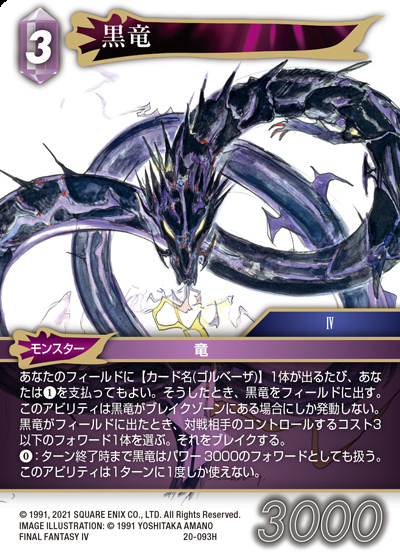 3
黒竜
IV
モンスター
竜
あなたのフィールドに【カード名(ゴルベーザ)】1体が出るたび、あな
たは❶を支払ってもよい。そうしたとき、黒竜をフィールドに出す。
このアビリティは黒竜がブレイクゾーンにある場合にしか発動しない。
黒竜がフィールドに出たとき、対戦相手のコントロールするコスト3
以下のフォワード1体を選ぶ。それをブレイクする。
⓿:ターン終了時まで黒竜はパワー3000のフォワードとしても扱う。
このアビリティは1ターンに1度しか使えない。
© 1991, 2021 SQUARE ENIX CO., LTD. All Rights Reserved.
IMAGE ILLUSTRATION: © 1991 YOSHITAKA AMANO
FINAL FANTASY IV
20-093H
3000